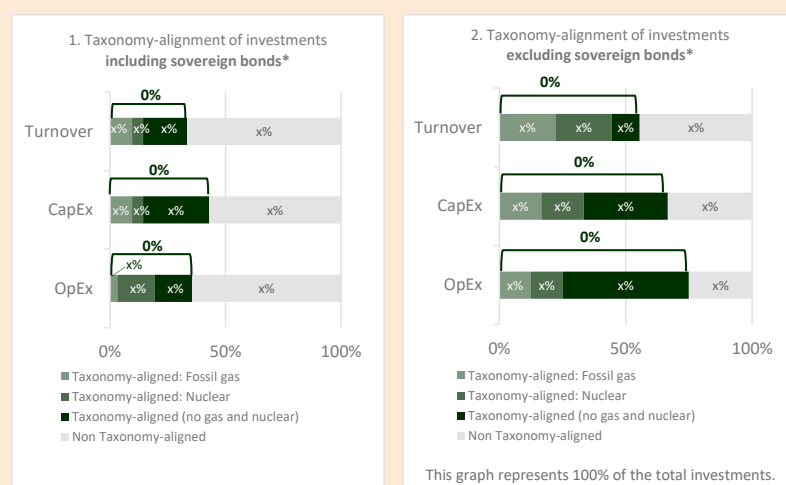 1. Taxonomy-alignment of investments
including sovereign bonds*
0%
Turnover
x% x% x% x%
0%
CapEx
x% x% x% x%
0%
x%
OpEx
x% x% x%
0% 50% 100%
Taxonomy-aligned: Fossil gas
Taxonomy-aligned: Nuclear
Taxonomy-aligned (no gas and nuclear)
Non Taxonomy-aligned
2. Taxonomy-alignment of investments
excluding sovereign bonds*
0%
Turnover
x% x% x% x%
0%
CapEx
x% x% x% x%
0%
OpEx
x% x% x% x%
0% 50% 100%
Taxonomy-aligned: Fossil gas
Taxonomy-aligned: Nuclear
Taxonomy-aligned (no gas and nuclear)
Non Taxonomy-aligned
This graph represents 100% of the total investments.